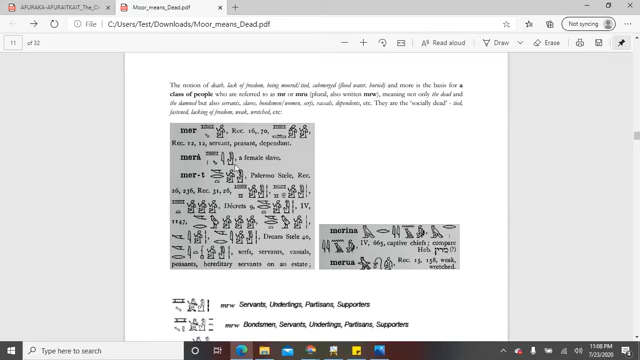 AFURAKA-AFURAITKAIT_The_C
Moor_means_Dead.pdf
C:/Users/Test/Downloads/Moor_means_Dead.pdf
Not syncing
11 of 32
Read aloud
Draw
Erase
The notion of death, lack of freedom, being moored/tied, submerged (flood water, buried) and more is the basis for a
class of people who are referred to as mr or mru (plural, also written mrw), meaning not only the dead and
the damned but also servants, slaves, bondsmen/women, serfs, vassals, dependents, etc. They are the 'socially dead' - tied,
fastened, lacking of freedom, weak, wretched, etc:
mer Rec. 16, 70,
Rec. 12, 12, servant, peasant, dependant.
merà a female slave.
mer-t Palermo Stele, Rec.
26, 236, Rec. 31, 26,
Décrets 9, IV,
1147,
Dream Stele 40,
serfs, servants, vassals,
peasants, hereditary servants on an estate;
merina
IV, 665, captive chiefs; compare
Heb. (?)
merua Rec. 15, 158, weak,
wretched.
mrw Servants, Underlings, Partisans, Supporters
mrw Bondsmen, Servants, Underlings, Partisans, Supporters
Type here to search
11:08 PM
7/23/2020